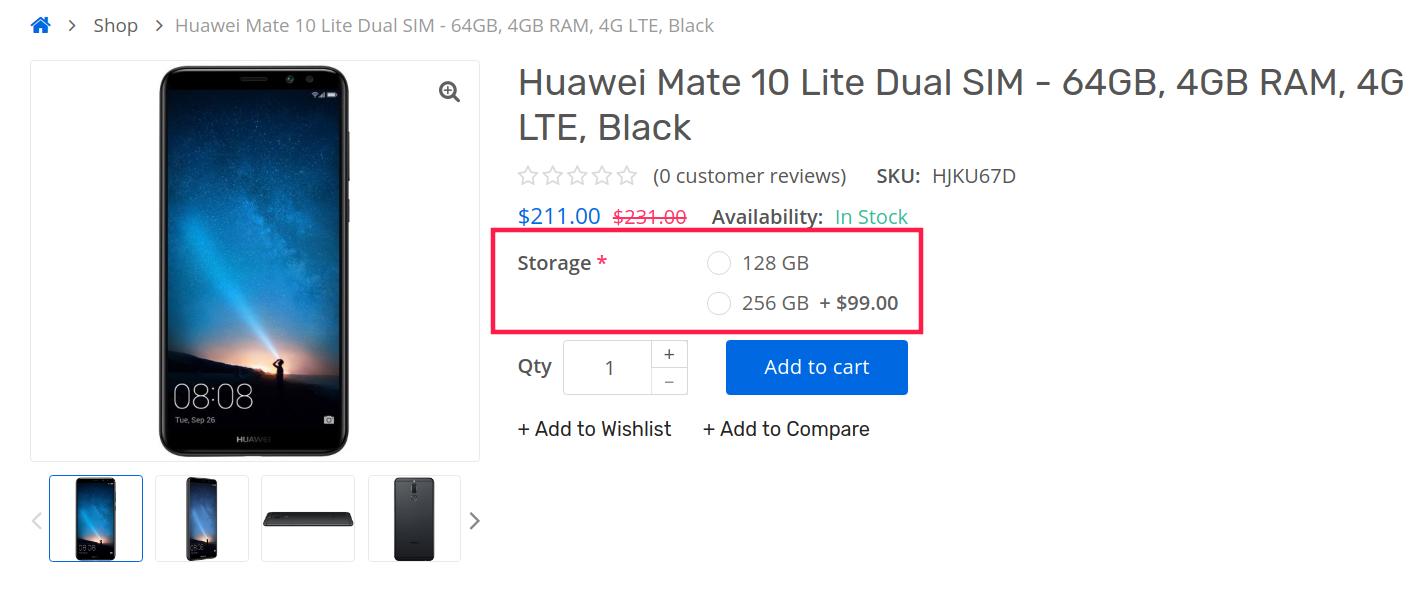 Shop
Huawei Mate 10 Lite Dual SIM - 64GB, 4GB RAM, 4G LTE, Black
Huawei Mate 10 Lite Dual SIM - 64GB, 4GB RAM, 4G
LTE, Black
(0 customer reviews) SKU: HJKU67D
$211.00 $231.00 Availability: In Stock
Storage *
128 GB
256 GB + $99.00
Qty 1 + − Add to cart
+ Add to Wishlist + Add to Compare
08:08
Tue, Sep 26
HUAWEI
08:08